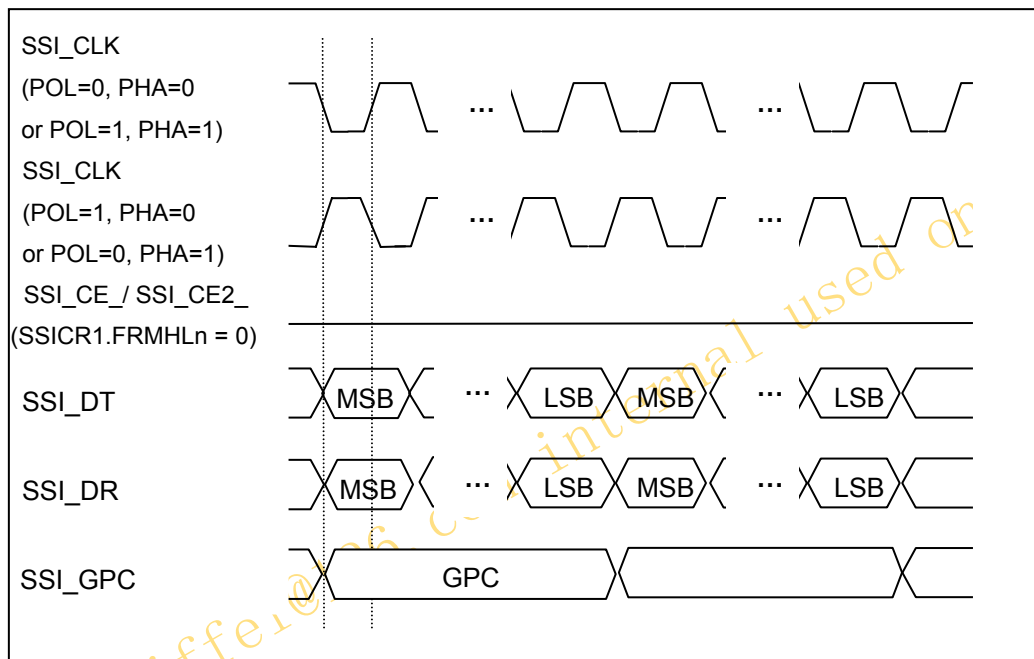 SSI_CLK
(POL=0, PHA=0
or POL=1, PHA=1)
...
...
SSI_CLK
(POL=1, PHA=0
or POL=0, PHA=1)
...
...
SSI_CE_/ SSI_CE2_
(SSICR1.FRMHLn = 0)
SSI_DT
MSB
...
LSB
MSB
...
LSB
SSI_DR
MSB
...
LSB
MSB
...
LSB
SSI_GPC
GPC
internal used